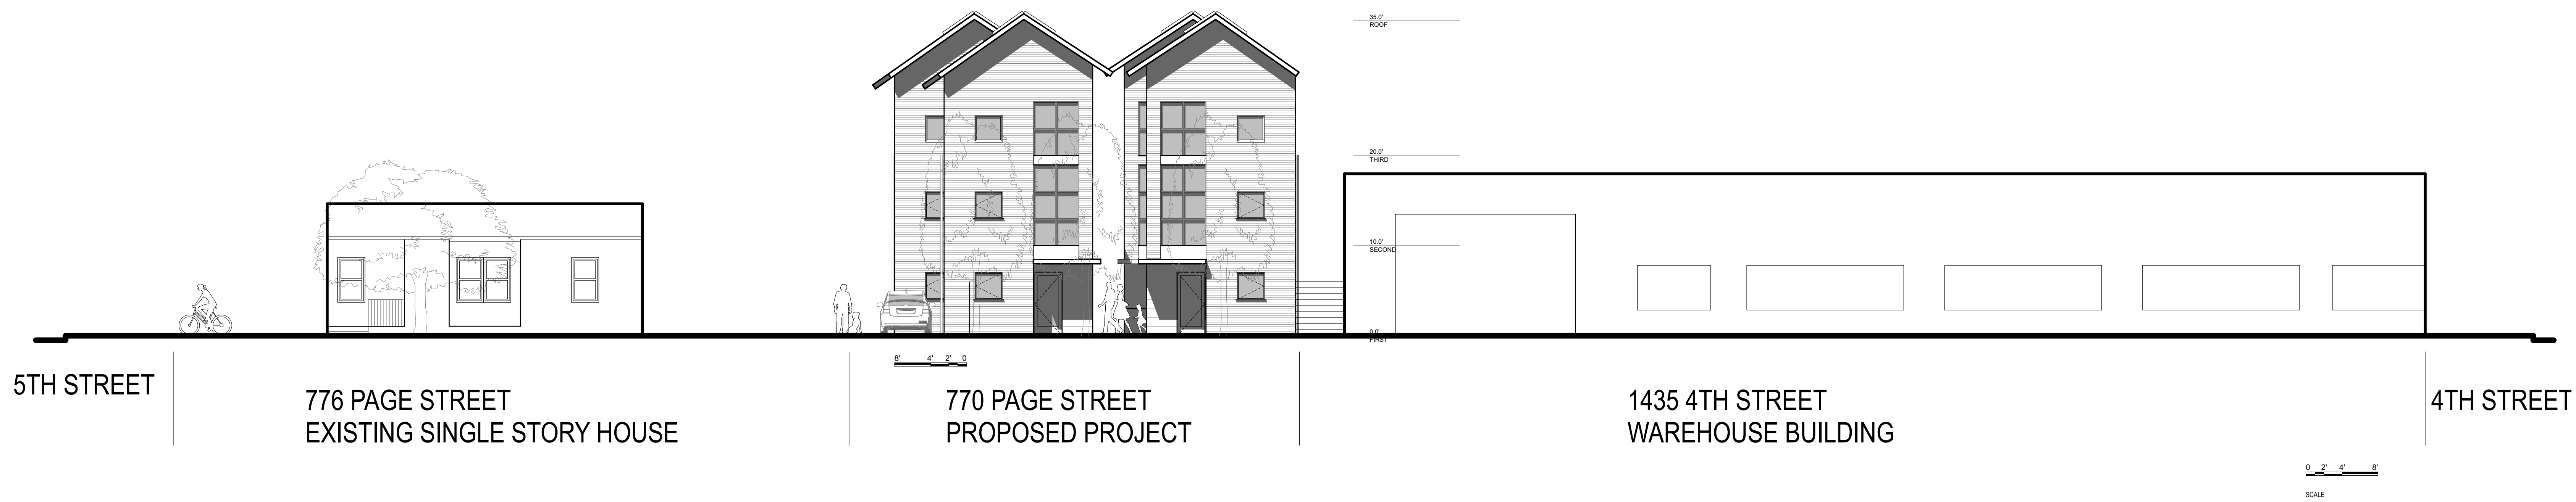 35.0'
ROOF
20.0'
THIRD
10.0'
SECOND
0.0'
FIRST
8' 4' 2' 0
5TH STREET
776 PAGE STREET
EXISTING SINGLE STORY HOUSE
770 PAGE STREET
PROPOSED PROJECT
1435 4TH STREET
WAREHOUSE BUILDING
4TH STREET
0 2' 4' 8'
SCALE